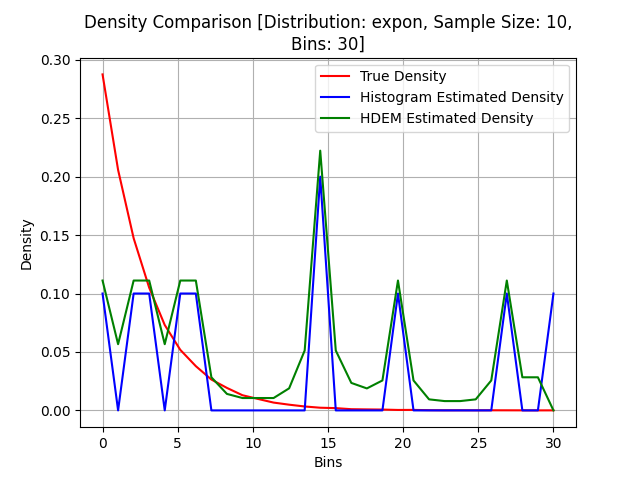 Density Comparison [Distribution: expon, Sample Size: 10,
Bins: 30]
True Density
Histogram Estimated Density
HDEM Estimated Density
Density
0.30
0.25
0.20
0.15
0.10
0.05
0.00
0 5 10 15 20 25 30
Bins